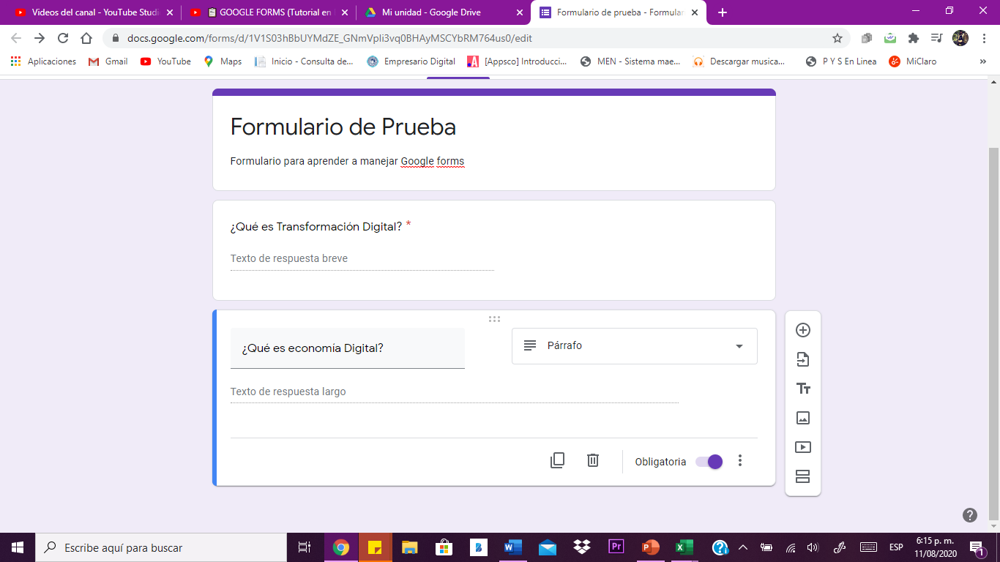 Videos del canal - YouTube Studi
GOOGLE FORMS (Tutorial en
Mi unidad - Google Drive
Formulario de prueba - Formular
docs.google.com/forms/d/1V1S03hBbUYMdZE_GNmVpIi3vq0BHAyMSCYbRM764us0/edit
Aplicaciones
Gmail
YouTube
Maps
Inicio - Consulta de...
Empresario Digital
[Appsco] Introducci...
MEN - Sistema mae...
Descargar musica...
P Y S En Linea
MiClaro
»
Formulario de Prueba
Formulario para aprender a manejar Google forms
¿Qué es Transformación Digital? *
Texto de respuesta breve
¿Qué es economía Digital?
Párrafo
Texto de respuesta largo
Obligatoria
Escribe aquí para buscar
ESP
6:15 p. m.
11/08/2020
1